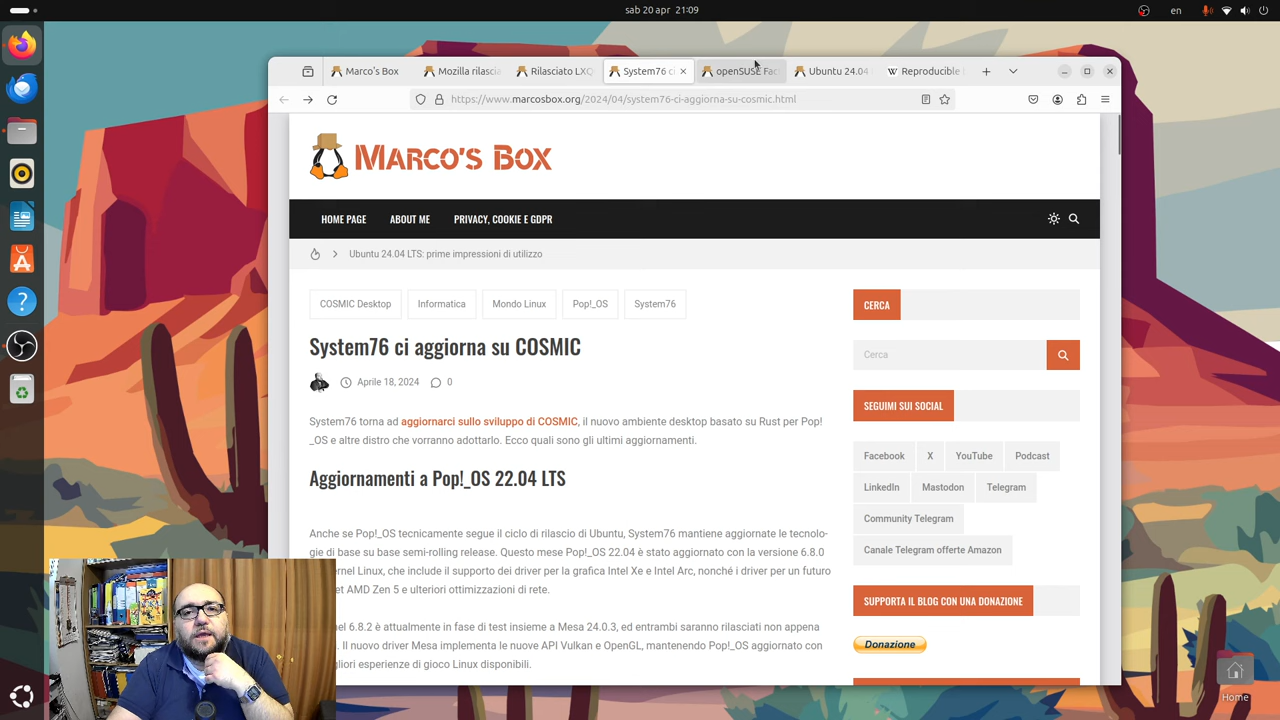 sab 20 apr 21:09
en
Marco's Box
Mozilla rilascia
Rilasciato LXQ
System76 ci
openSUSE Fac
Ubuntu 24.04
Reproducible
https://www.marcosbox.org/2024/04/system76-ci-aggiorna-su-cosmic.html
MARCO'S BOX
HOME PAGE
ABOUT ME
PRIVACY, COOKIE E GDPR
Ubuntu 24.04 LTS: prime impressioni di utilizzo
COSMIC Desktop
Informatica
Mondo Linux
Pop!_OS
System76
System76 ci aggiorna su COSMIC
Aprile 18, 2024
0
System76 torna ad aggiornarci sullo sviluppo di COSMIC, il nuovo ambiente desktop basato su Rust per Pop!
_OS e altre distro che vorranno adottarlo. Ecco quali sono gli ultimi aggiornamenti.
Aggiornamenti a Pop!_OS 22.04 LTS
Anche se Pop!_OS tecnicamente segue il ciclo di rilascio di Ubuntu, System76 mantiene aggiornate le tecnolo-
gie di base su base semi-rolling release. Questo mese Pop!_OS 22.04 è stato aggiornato con la versione 6.8.0
rnel Linux, che include il supporto dei driver per la grafica Intel Xe e Intel Arc, nonché i driver per un futuro
et AMD Zen 5 e ulteriori ottimizzazioni di rete.
nel 6.8.2 è attualmente in fase di test insieme a Mesa 24.0.3, ed entrambi saranno rilasciati non appena
. Il nuovo driver Mesa implementa le nuove API Vulkan e OpenGL, mantenendo Pop!_OS aggiornato con
gliori esperienze di gioco Linux disponibili.
CERCA
Cerca
SEGUIMI SUI SOCIAL
Facebook
X
YouTube
Podcast
LinkedIn
Mastodon
Telegram
Community Telegram
Canale Telegram offerte Amazon
SUPPORTA IL BLOG CON UNA DONAZIONE
Donazione
Home